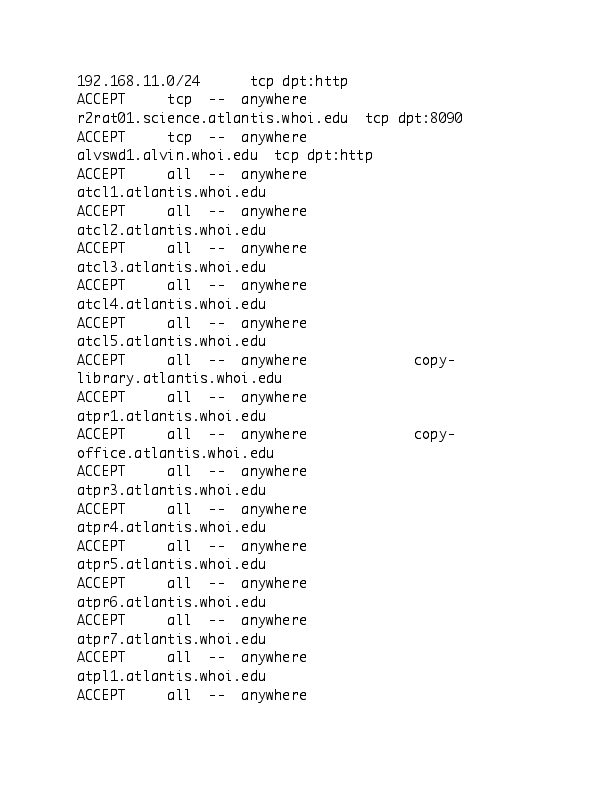 192.168.11.0/24      tcp dpt:http
ACCEPT     tcp  --  anywhere
r2rat01.science.atlantis.whoi.edu  tcp dpt:8090
ACCEPT     tcp  --  anywhere
alvswd1.alvin.whoi.edu  tcp dpt:http
ACCEPT     all  --  anywhere
atcl1.atlantis.whoi.edu
ACCEPT     all  --  anywhere
atcl2.atlantis.whoi.edu
ACCEPT     all  --  anywhere
atcl3.atlantis.whoi.edu
ACCEPT     all  --  anywhere
atcl4.atlantis.whoi.edu
ACCEPT     all  --  anywhere
atcl5.atlantis.whoi.edu
ACCEPT     all  --  anywhere             copy-
library.atlantis.whoi.edu
ACCEPT     all  --  anywhere
atpr1.atlantis.whoi.edu
ACCEPT     all  --  anywhere             copy-
office.atlantis.whoi.edu
ACCEPT     all  --  anywhere
atpr3.atlantis.whoi.edu
ACCEPT     all  --  anywhere
atpr4.atlantis.whoi.edu
ACCEPT     all  --  anywhere
atpr5.atlantis.whoi.edu
ACCEPT     all  --  anywhere
atpr6.atlantis.whoi.edu
ACCEPT     all  --  anywhere
atpr7.atlantis.whoi.edu
ACCEPT     all  --  anywhere
atpl1.atlantis.whoi.edu
ACCEPT     all  --  anywhere